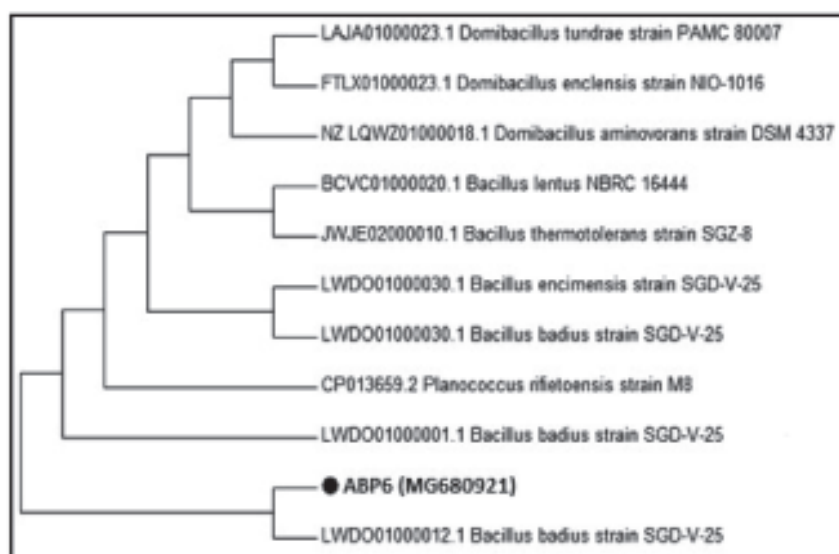 LAJA01000023.1 Domibacillus tundrae strain PAMC 80007
FTLX01000023.1 Domibacillus enclensis strain NIO-1016
NZ LQWZ01000018.1 Domibacillus aminovorans strain DSM 4337
BCVC01000020.1 Bacillus lentus NBRC 16444
JWJE02000010.1 Bacillus thermotolerans strain SGZ-8
LWDO01000030.1 Bacillus encimensis strain SGD-V-25
LWDO01000030.1 Bacillus badius strain SGD-V-25
CP013659.2 Planococcus rifietoensis strain M8
LWDO01000001.1 Bacillus badius strain SGD-V-25
ABP6 (MG680921)
LWDO01000012.1 Bacillus badius strain SGD-V-25